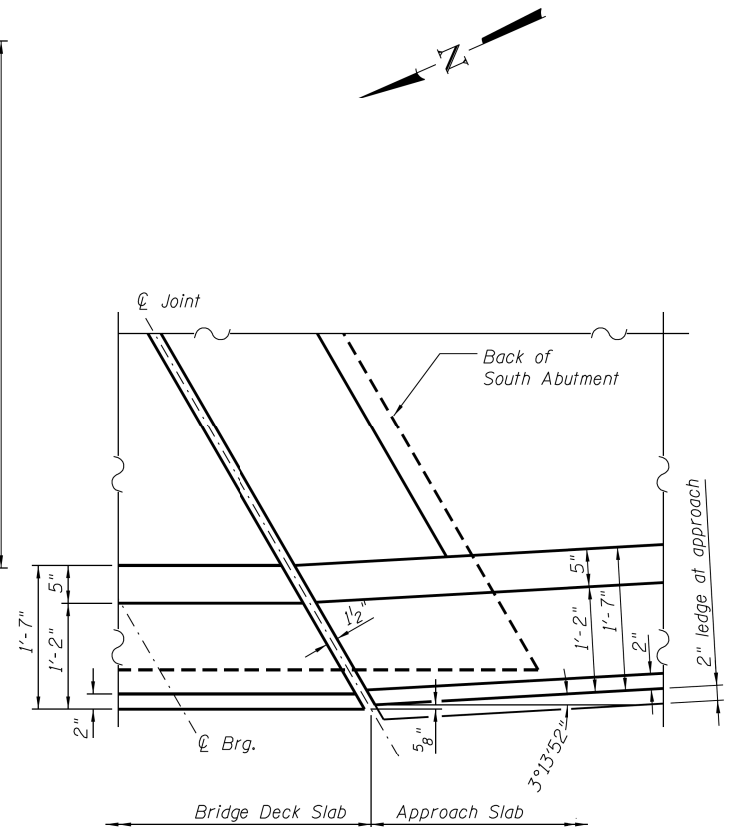 N
℄ Joint
Back of
South Abutment
2" ledge at approach
5"
1'-7"
1'-2"
5"
1'-2"
1'-7"
2"
1½"
2"
℄ Brg.
5/8"
3°13'52"
Bridge Deck Slab
Approach Slab